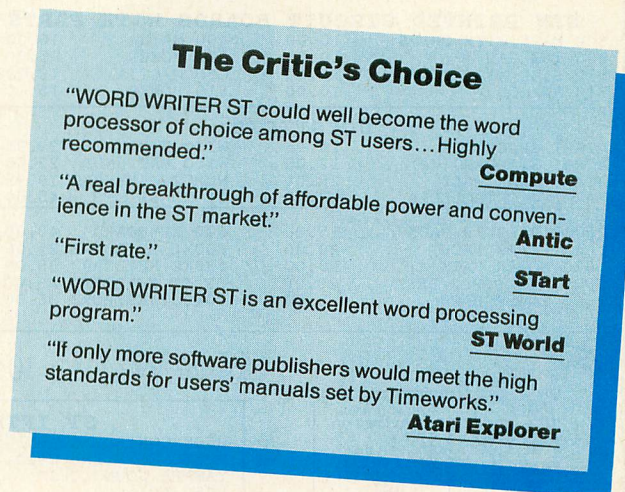 The Critic's Choice
“WORD WRITER ST could well become the word
processor of choice among ST users...Highly
recommended.”
Compute
“A real breakthrough of affordable power and conven-
ience in the ST market.”
Antic
“First rate.”
STart
“WORD WRITER ST is an excellent word processing
program.”
ST World
“If only more software publishers would meet the high
standards for users' manuals set by Timeworks.”
Atari Explorer